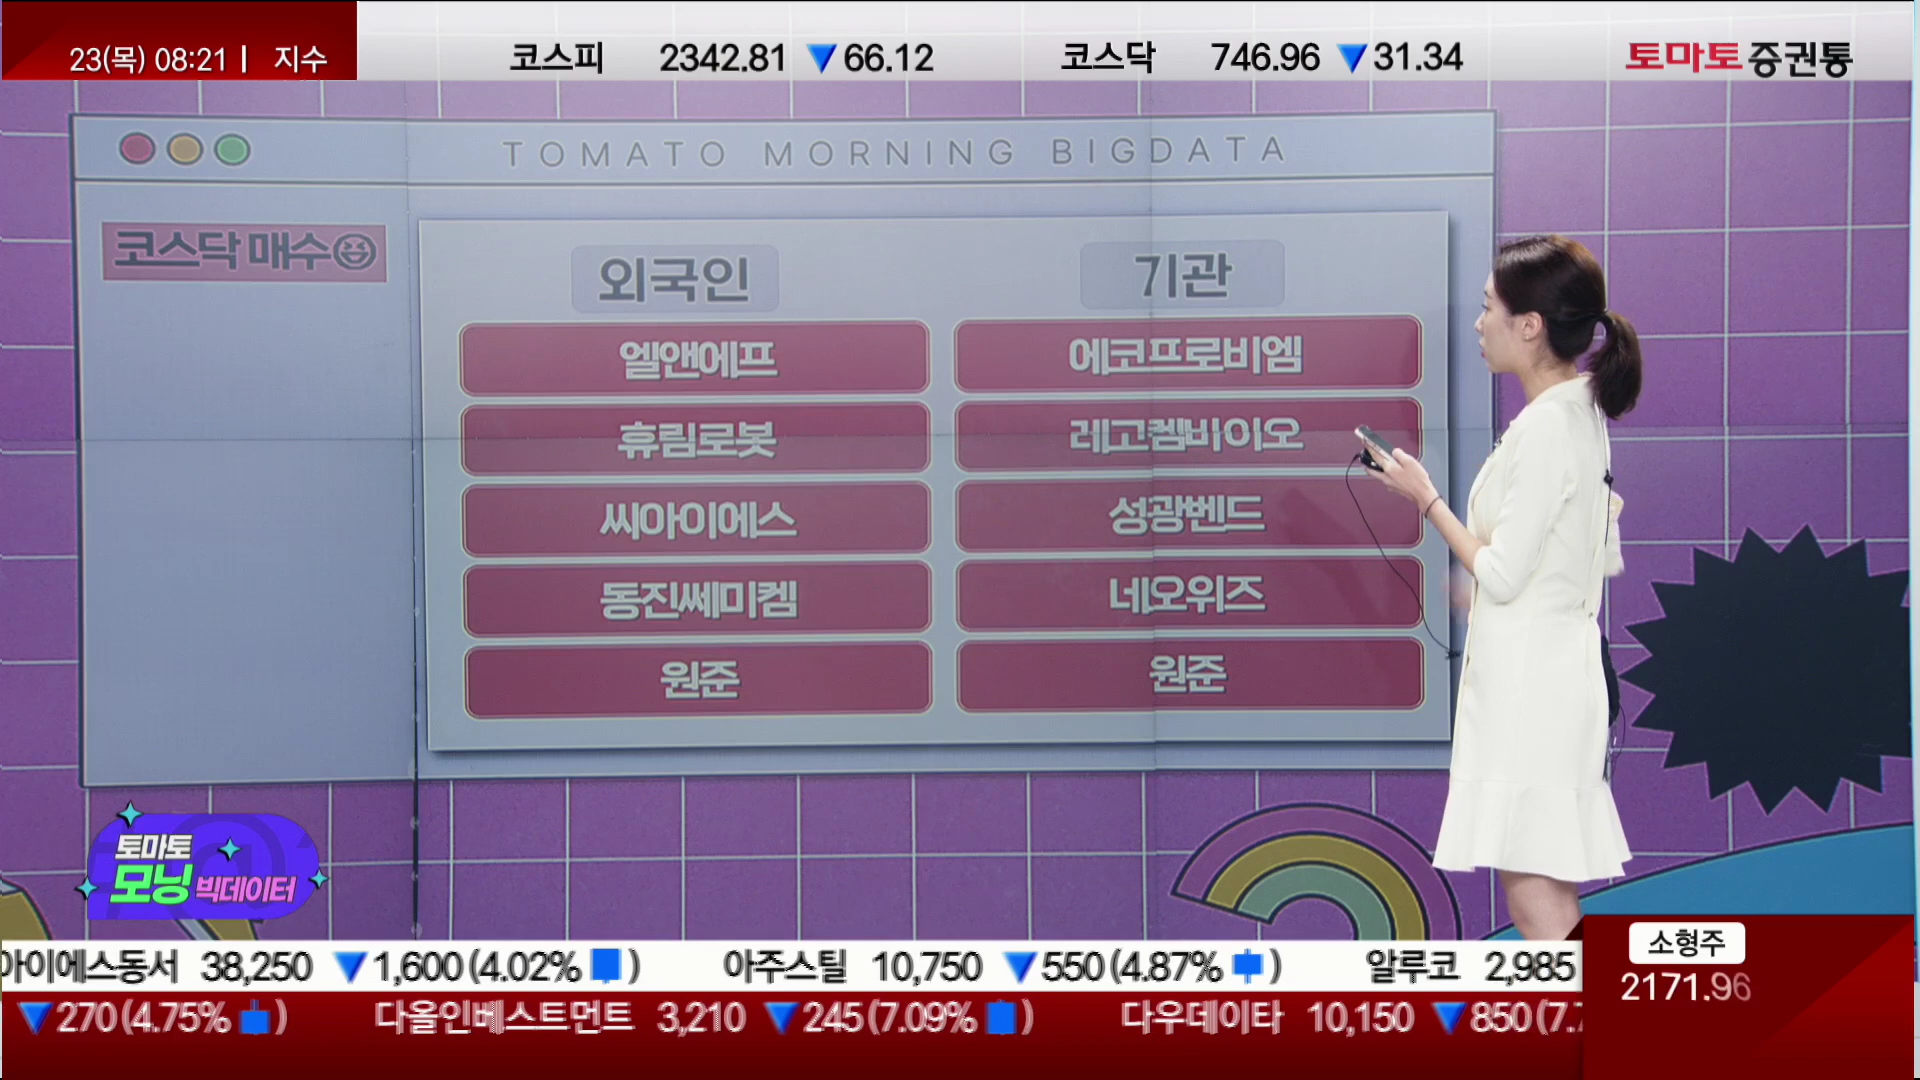 23(목) 08:21 | 지수
코스피 2342.81 ▼66.12 코스닥 746.96 ▼31.34
토마토증권통
TOMATO MORNING BIGDATA
코스닥 매수
외국인
엘앤에프
휴림로봇
씨아이에스
동진쎄미켐
원준
기관
에코프로비엠
레고켐바이오
성광벤드
네오위즈
원준
토마토
모닝 빅데이터
아이에스동서 38,250 ▼1,600(4.02% ) 아주스틸 10,750 ▼550(4.87% ) 알루코 2,985
▼270(4.75% ) 다올인베스트먼트 3,210 ▼245(7.09% ) 다우데이타 10,150 ▼850(7.7
소형주
2171.96